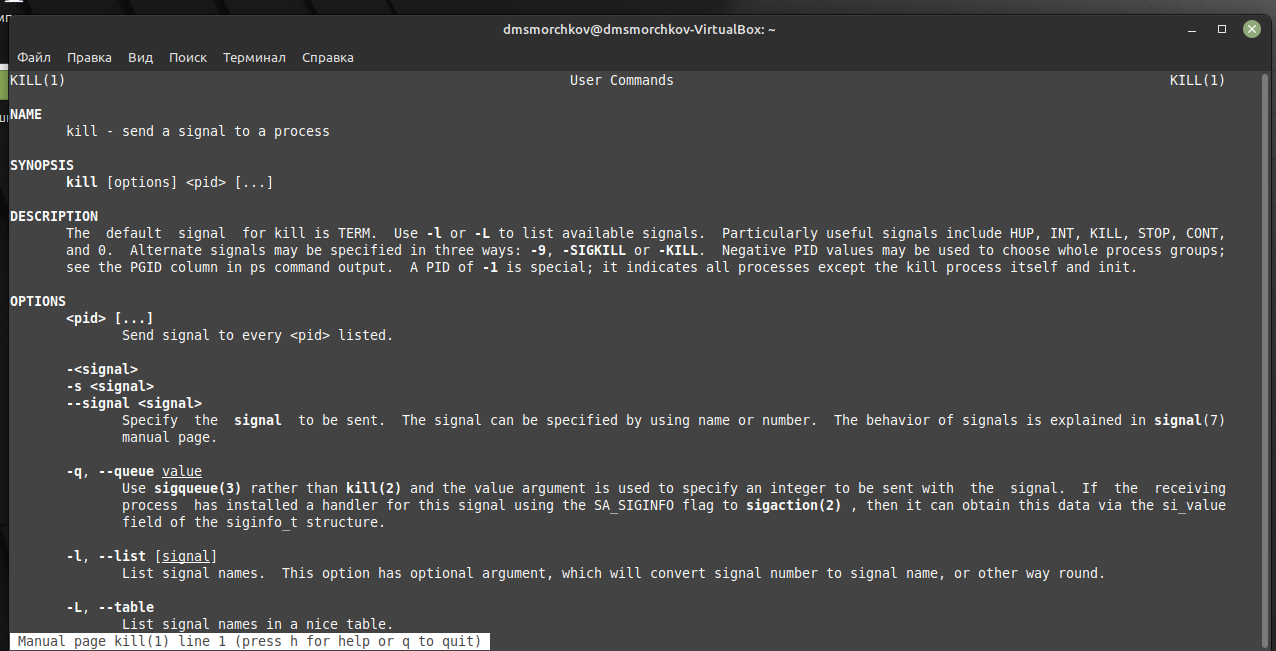 dmsmorchkov@dmsmorchkov-VirtualBox: ~
Файл Правка Вид Поиск Терминал Справка
KILL(1) User Commands KILL(1)
NAME
kill - send a signal to a process
SYNOPSIS
kill [options] <pid> [...]
DESCRIPTION
The default signal for kill is TERM. Use -l or -L to list available signals. Particularly useful signals include HUP, INT, KILL, STOP, CONT,
and 0. Alternate signals may be specified in three ways: -9, -SIGKILL or -KILL. Negative PID values may be used to choose whole process groups;
see the PGID column in ps command output. A PID of -1 is special; it indicates all processes except the kill process itself and init.
OPTIONS
<pid> [...]
Send signal to every <pid> listed.
-<signal>
-s <signal>
--signal <signal>
Specify the signal to be sent. The signal can be specified by using name or number. The behavior of signals is explained in signal(7)
manual page.
-q, --queue value
Use sigqueue(3) rather than kill(2) and the value argument is used to specify an integer to be sent with the signal. If the receiving
process has installed a handler for this signal using the SA_SIGINFO flag to sigaction(2) , then it can obtain this data via the si_value
field of the siginfo_t structure.
-l, --list [signal]
List signal names. This option has optional argument, which will convert signal number to signal name, or other way round.
-L, --table
List signal names in a nice table.
Manual page kill(1) line 1 (press h for help or q to quit)